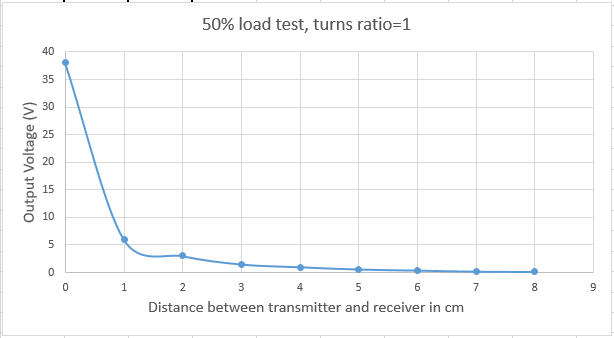 50% load test, turns ratio=1
Output Voltage (V)
40
35
30
25
20
15
10
5
0
0 1 2 3 4 5 6 7 8 9
Distance between transmitter and receiver in cm